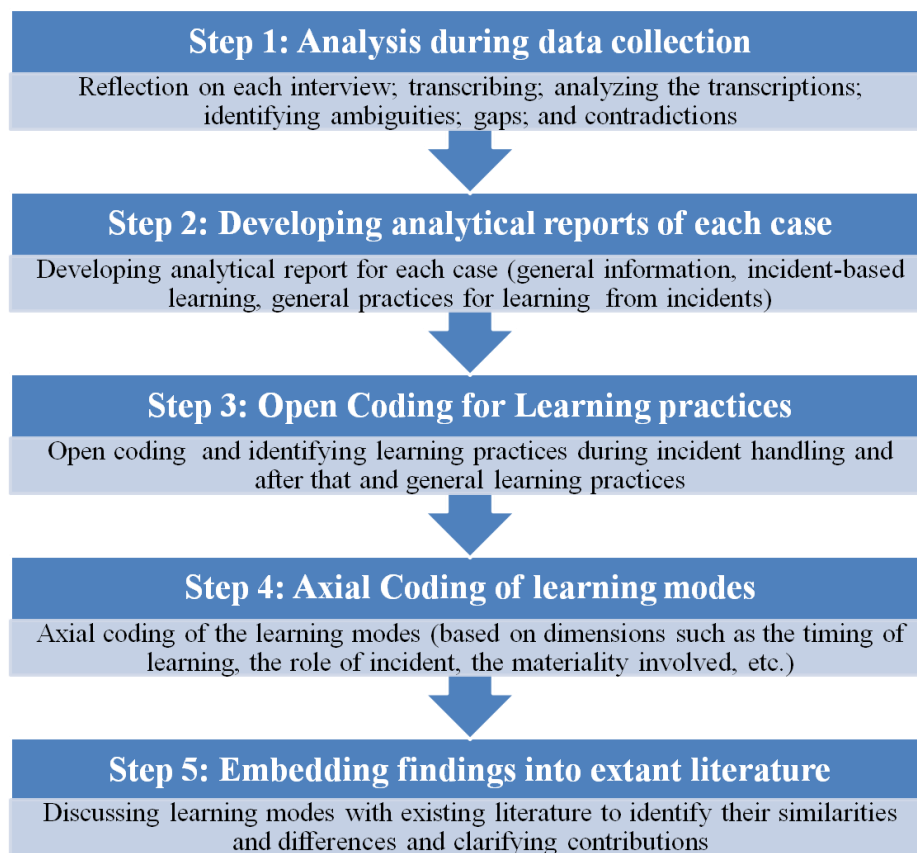 Step 1: Analysis during data collection
Reflection on each interview; transcribing; analyzing the transcriptions;
identifying ambiguities; gaps; and contradictions
Step 2: Developing analytical reports of each case
Developing analytical report for each case (general information, incident-based
learning, general practices for learning from incidents)
Step 3: Open Coding for Learning practices
Open coding and identifying learning practices during incident handling and
after that and general learning practices
Step 4: Axial Coding of learning modes
Axial coding of the learning modes (based on dimensions such as the timing of
learning, the role of incident, the materiality involved, etc.)
Step 5: Embedding findings into extant literature
Discussing learning modes with existing literature to identify their similarities
and differences and clarifying contributions